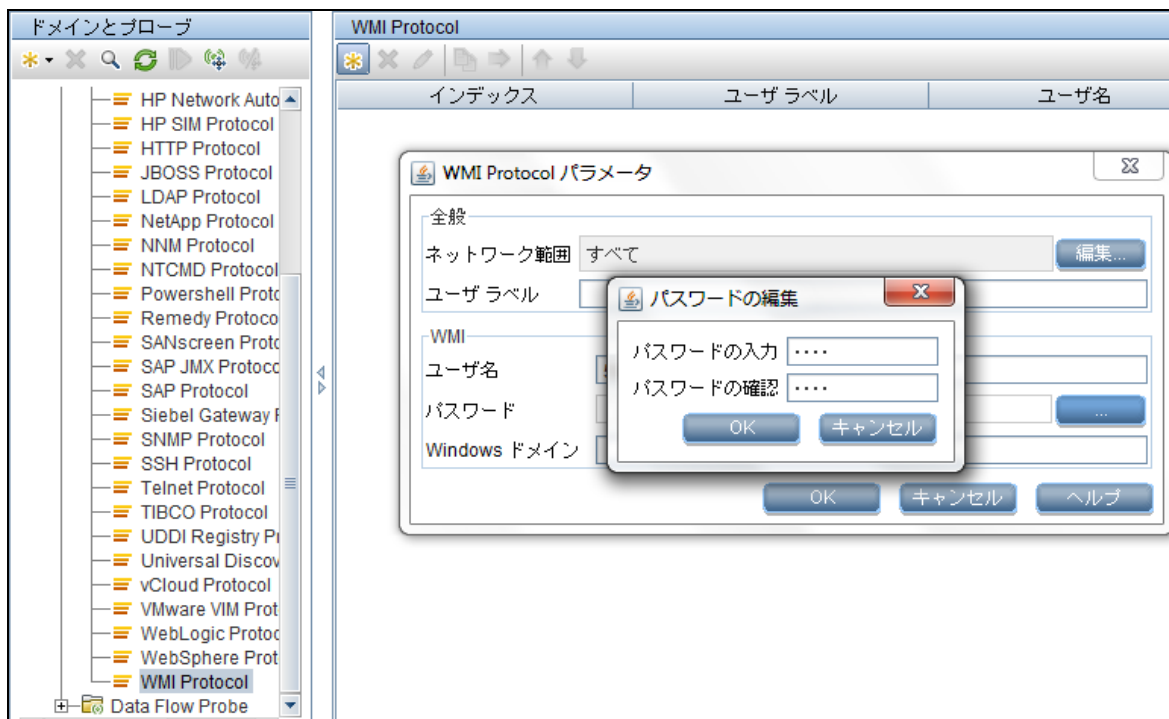 ドメインとプローブ
HP Network Auto
HP SIM Protocol
HTTP Protocol
JBOSS Protocol
LDAP Protocol
NetApp Protocol
NNM Protocol
NTCMD Protocol
Powershell Proto
Remedy Protoco
SANscreen Proto
SAP JMX Protoco
SAP Protocol
Siebel Gateway
SNMP Protocol
SSH Protocol
Telnet Protocol
TIBCO Protocol
UDDI Registry Pr
Universal Discov
vCloud Protocol
VMware VIM Prot
WebLogic Protoc
WebSphere Prot
WMI Protocol
Data Flow Probe
WMI Protocol
インデックス ユーザ ラベル ユーザ名
WMI Protocol パラメータ
全般
ネットワーク範囲 すべて 編集...
ユーザ ラベル
WMI
ユーザ名
パスワード ...
Windows ドメイン
OK キャンセル ヘルプ
パスワードの編集
パスワードの入力 ····
パスワードの確認 ····
OK キャンセル